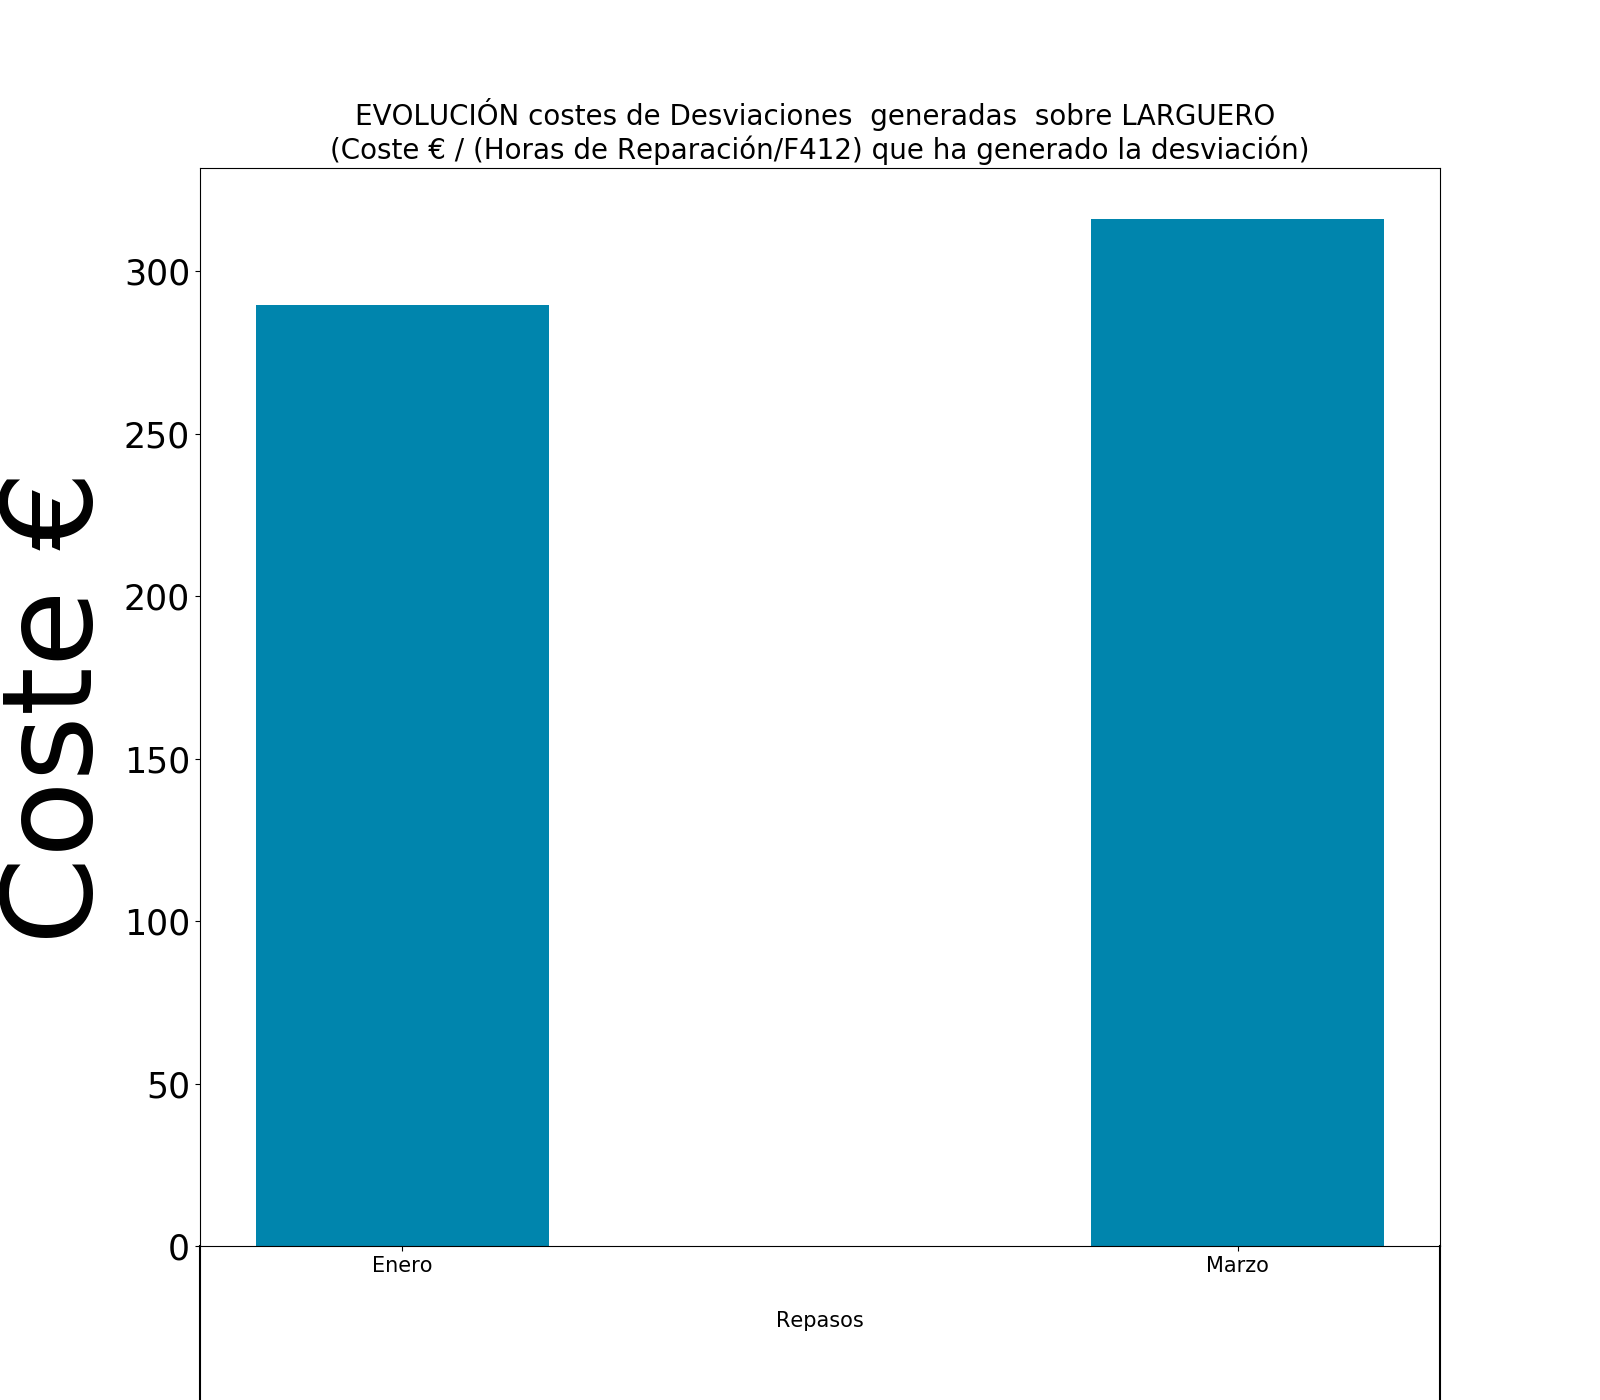 EVOLUCIÓN costes de Desviaciones  generadas  sobre LARGUERO
(Coste € / (Horas de Reparación/F412) que ha generado la desviación)
Coste €
300
250
200
150
100
50
0
Enero
Marzo
Repasos